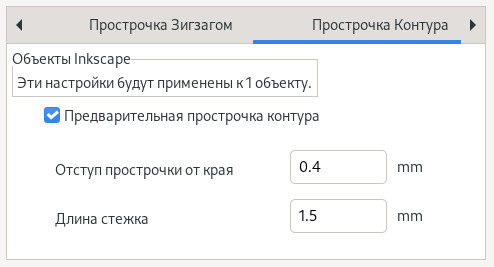 Прострочка Зигзагом
Прострочка Контура
Объекты Inkscape
Эти настройки будут применены к 1 объекту.
Предварительная прострочка контура
Отступ прострочки от края 0.4 mm
Длина стежка 1.5 mm